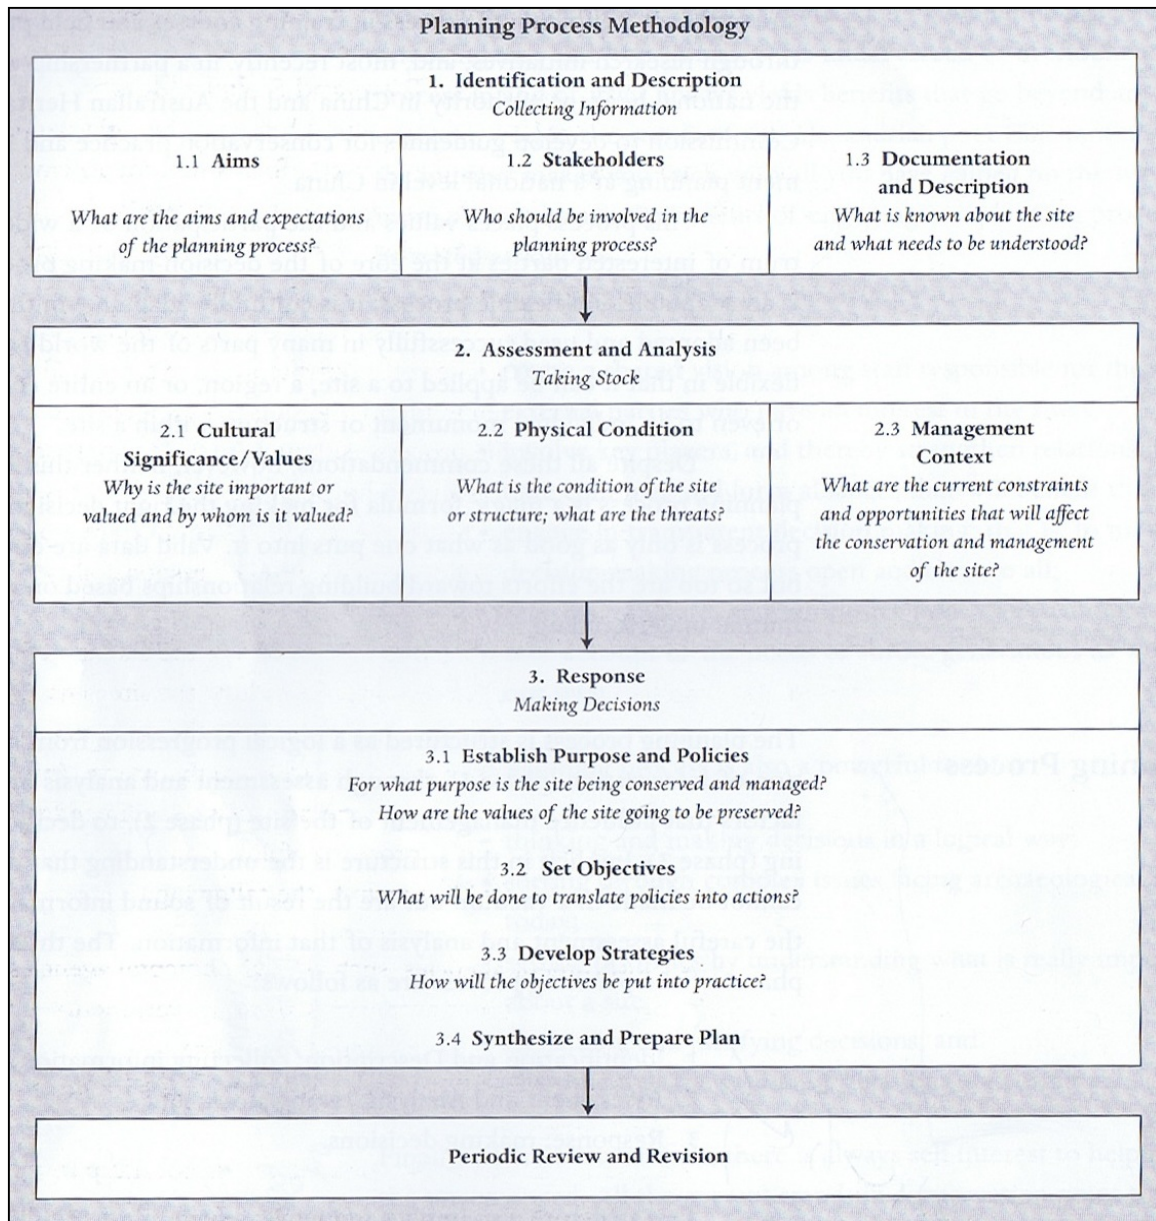 Planning Process Methodology
1. Identification and Description
Collecting Information
1.1 Aims
What are the aims and expectations
of the planning process?
1.2 Stakeholders
Who should be involved in the
planning process?
1.3 Documentation
and Description
What is known about the site
and what needs to be understood?
2. Assessment and Analysis
Taking Stock
2.1 Cultural
Significance/Values
Why is the site important or
valued and by whom is it valued?
2.2 Physical Condition
What is the condition of the site
or structure; what are the threats?
2.3 Management
Context
What are the current constraints
and opportunities that will affect
the conservation and management
of the site?
3. Response
Making Decisions
3.1 Establish Purpose and Policies
For what purpose is the site being conserved and managed?
How are the values of the site going to be preserved?
3.2 Set Objectives
What will be done to translate policies into actions?
3.3 Develop Strategies
How will the objectives be put into practice?
3.4 Synthesize and Prepare Plan
Periodic Review and Revision